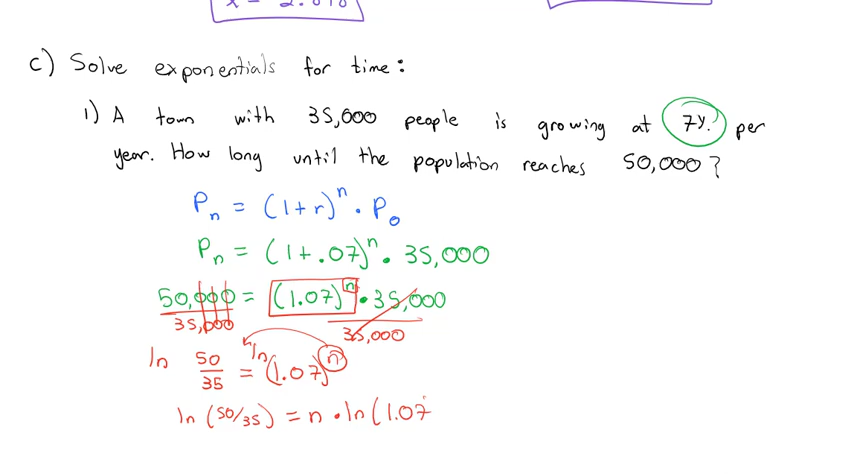 x = 2.818
c) Solve exponentials for time:
1) A town with 35,000 people is growing at 7%. per
year. How long until the population reaches 50,000?
Pn = (1+r)^n • P0
Pn = (1+.07)^n • 35,000
50,000 = (1.07)^n • 35,000
35,000 35,000
ln 50/35 = ln (1.07)^n
ln (50/35) = n • ln (1.07